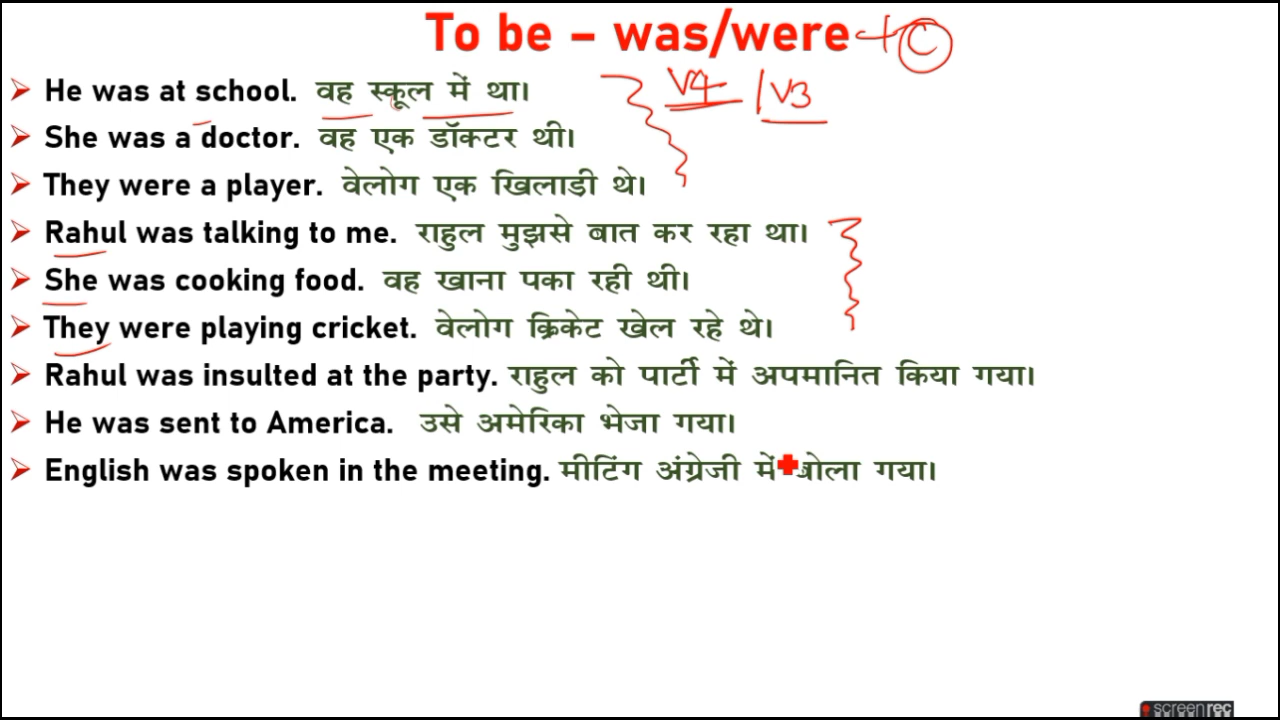 To be – was/were + C
He was at school. वह स्कूल में था। V4 / V3
She was a doctor. वह एक डॉक्टर थी।
They were a player. वेलोग एक खिलाडी थे।
Rahul was talking to me. राहुल मुझसे बात कर रहा था।
She was cooking food. वह खाना पका रही थी।
They were playing cricket. वेलोग क्रिकेट खेल रहे थे।
Rahul was insulted at the party. राहुल को पार्टी में अपमानित किया गया।
He was sent to America. उसे अमेरिका भेजा गया।
English was spoken in the meeting. मीटिंग अंग्रेजी में बोला गया।
screenrec